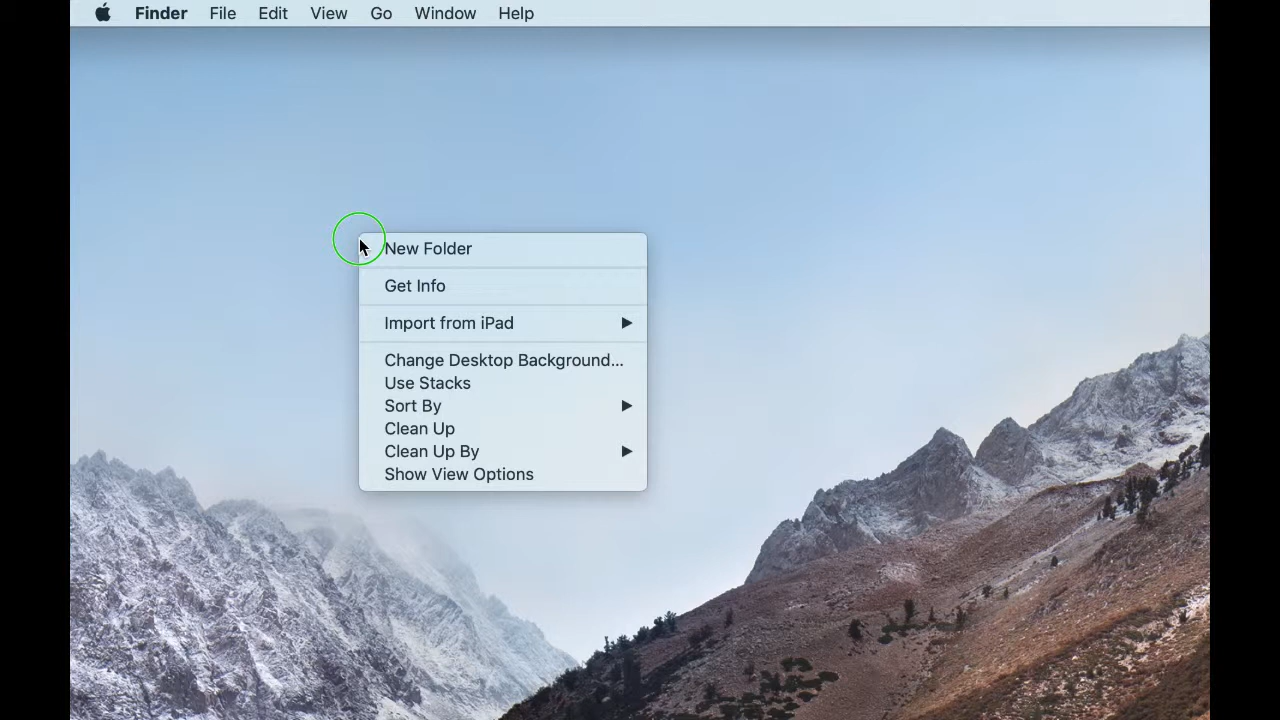 Finder File Edit View Go Window Help
New Folder
Get Info
Import from iPad
Change Desktop Background...
Use Stacks
Sort By
Clean Up
Clean Up By
Show View Options